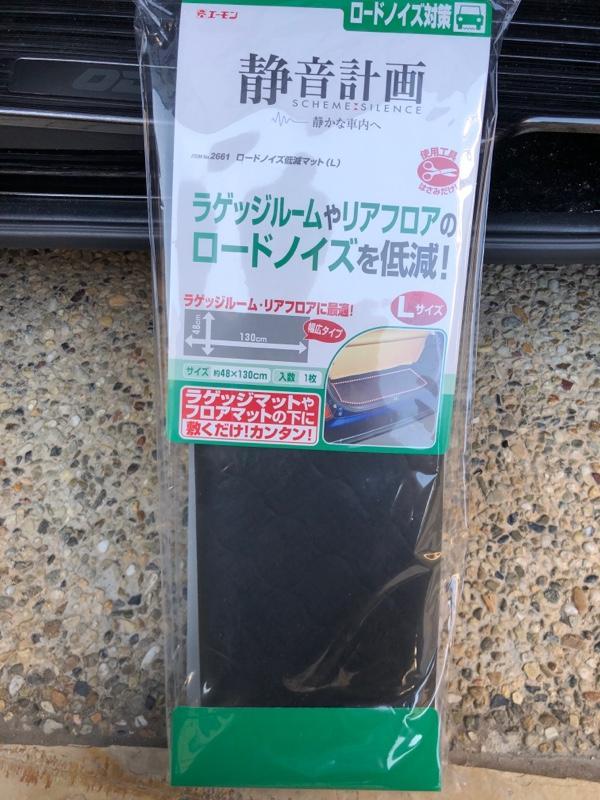 エーモン
ロードノイズ対策
静音計画
SCHEME:SILENCE
静かな車内へ
ITEM No.2661 ロードノイズ低減マット(L)
使用工具
はさみだけ!
ラゲッジルームやリアフロアの
ロードノイズを低減!
ラゲッジルーム・リアフロアに最適!
Lサイズ
48cm
130cm
幅広タイプ
サイズ 約48×130cm 入数 1枚
ラゲッジマットや
フロアマットの下に
敷くだけ!カンタン!